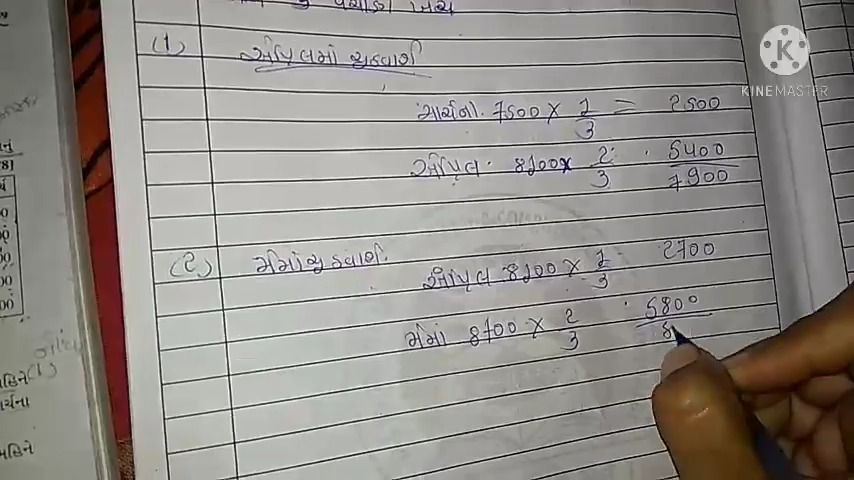 (1) એપ્રિલમાં ચુકવણી
માર્ચના. 7500 × 1/3 = 2500
એપ્રિલ. 8100 × 2/3 5400
7900
(2) મેમાં ચુકવણી.
એપ્રિલ 8100 × 1/3 2700
મેમાં 8700 × 2/3 5800
8
KINEMASTER